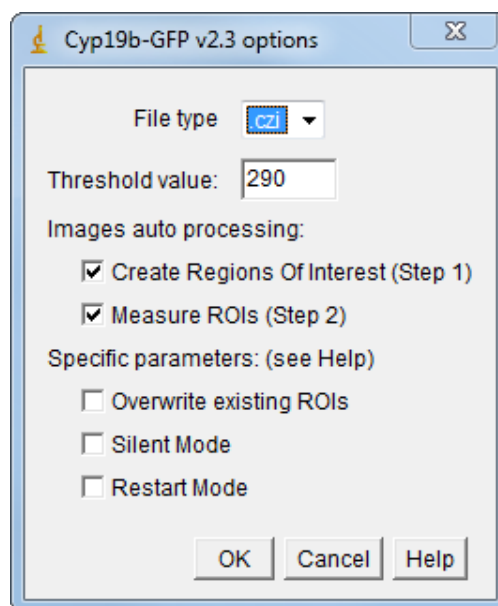 Cyp19b-GFP v2.3 options
File type czi
Threshold value: 290
Images auto processing:
Create Regions Of Interest (Step 1)
Measure ROIs (Step 2)
Specific parameters: (see Help)
Overwrite existing ROIs
Silent Mode
Restart Mode
OK Cancel Help